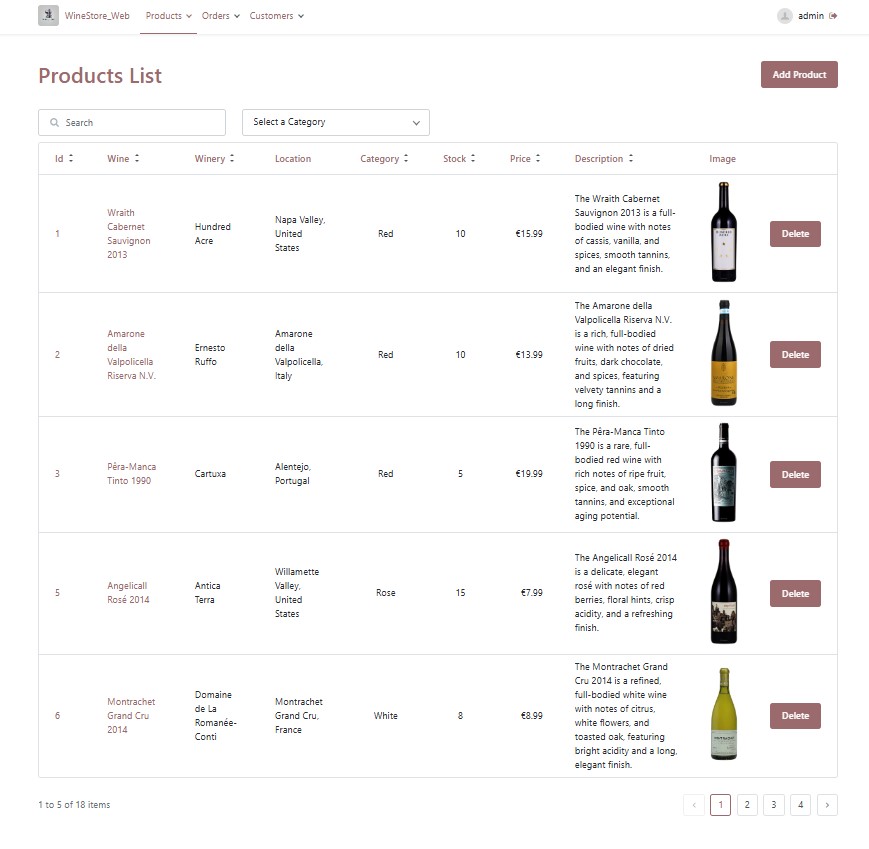 WineStore_Web Products Orders Customers admin
Products List
Add Product
Search
Select a Category
Id Wine Winery Location Category Stock Price Description Image
1
Wraith
Cabernet
Sauvignon
2013
Hundred
Acre
Napa Valley,
United
States
Red
10
€15.99
The Wraith Cabernet
Sauvignon 2013 is a full-
bodied wine with notes
of cassis, vanilla, and
spices, smooth tannins,
and an elegant finish.
Delete
2
Amarone
della
Valpolicella
Riserva N.V.
Ernesto
Ruffo
Amarone
della
Valpolicella,
Italy
Red
10
€13.99
The Amarone della
Valpolicella Riserva N.V.
is a rich, full-bodied
wine with notes of dried
fruits, dark chocolate,
and spices, featuring
velvety tannins and a
long finish.
Delete
3
Pêra-Manca
Tinto 1990
Cartuxa
Alentejo,
Portugal
Red
5
€19.99
The Pêra-Manca Tinto
1990 is a rare, full-
bodied red wine with
rich notes of ripe fruit,
spice, and oak, smooth
tannins, and exceptional
aging potential.
Delete
5
Angelicall
Rosé 2014
Antica
Terra
Willamette
Valley,
United
States
Rose
15
€7.99
The Angelicall Rosé 2014
is a delicate, elegant
rosé with notes of red
berries, floral hints, crisp
acidity, and a refreshing
finish.
Delete
6
Montrachet
Grand Cru
2014
Domaine
de La
Romanée-
Conti
Montrachet
Grand Cru,
France
White
8
€8.99
The Montrachet Grand
Cru 2014 is a refined,
full-bodied white wine
with notes of citrus,
white flowers, and
toasted oak, featuring
bright acidity and a long,
elegant finish.
Delete
1 to 5 of 18 items
1 2 3 4